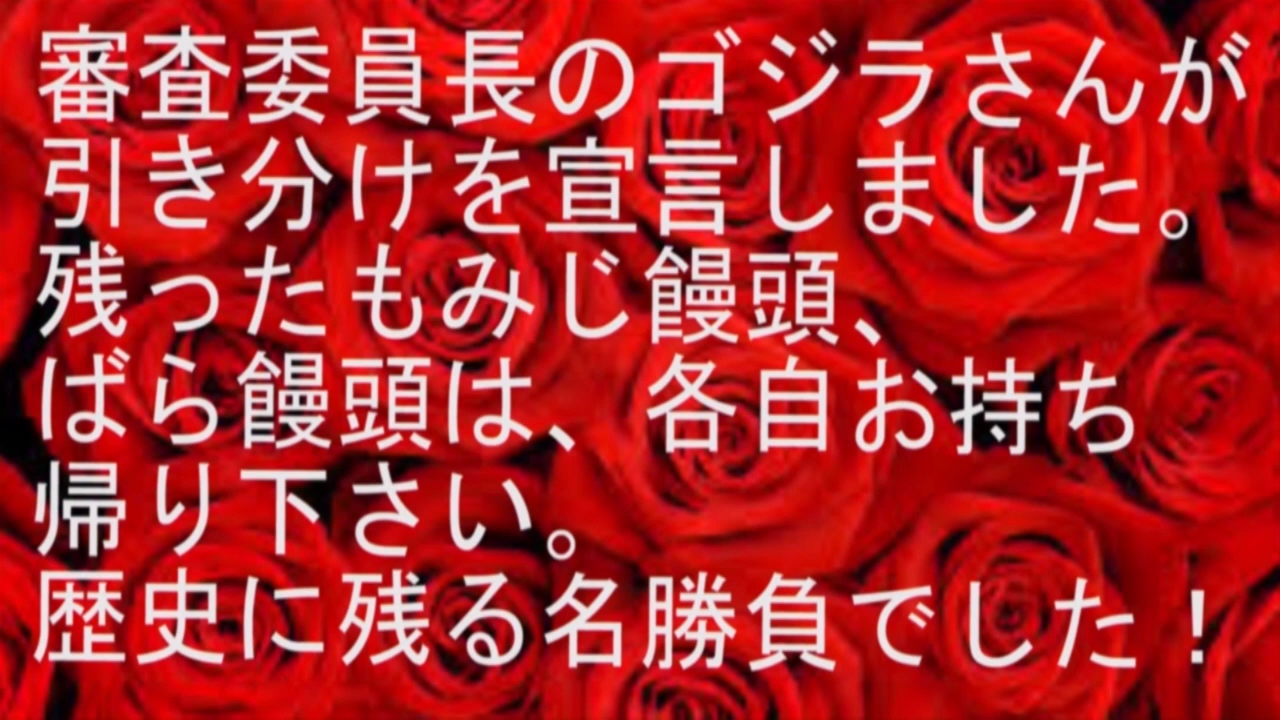 審査委員長のゴジラさんが
引き分けを宣言しました。
残ったもみじ饅頭、
ばら饅頭は、各自お持ち
帰り下さい。
歴史に残る名勝負でした！